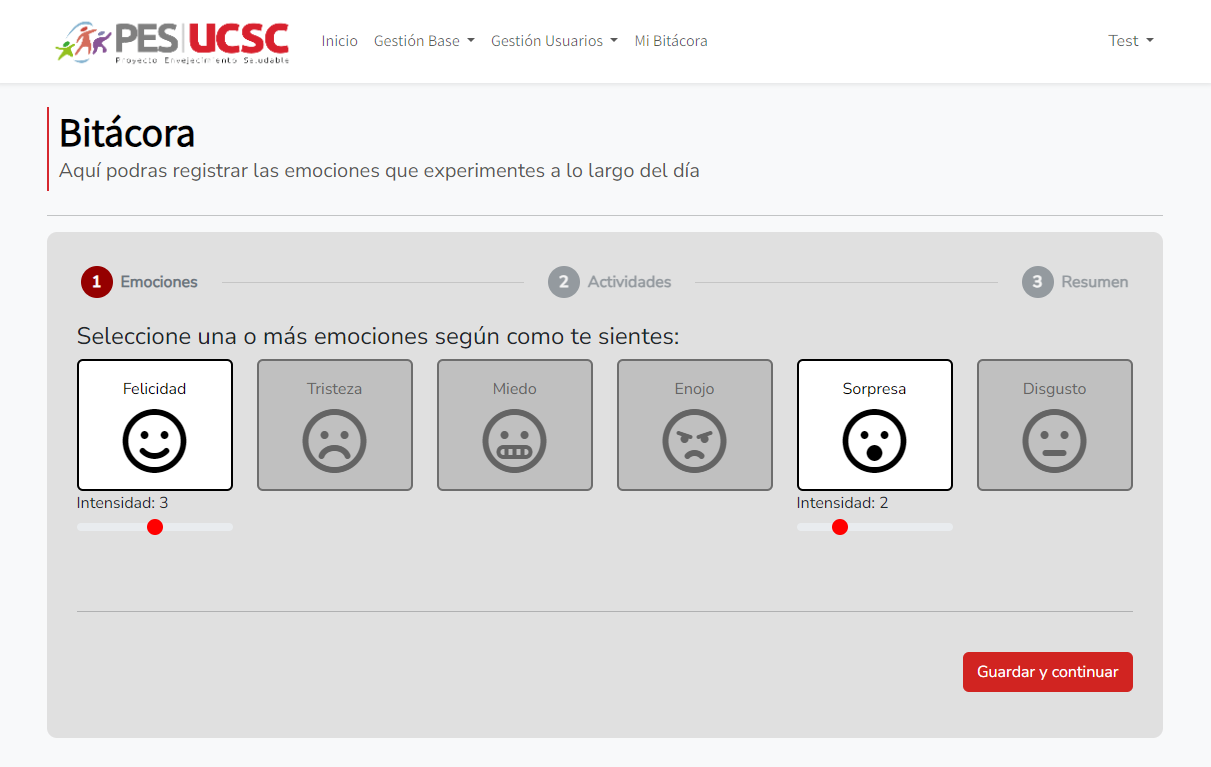 PES|UCSC
Proyecto Envejecimiento Saludable
Inicio Gestión Base Gestión Usuarios Mi Bitácora Test
Bitácora
Aquí podras registrar las emociones que experimentes a lo largo del día
1 Emociones 2 Actividades 3 Resumen
Seleccione una o más emociones según como te sientes:
Felicidad Tristeza Miedo Enojo Sorpresa Disgusto
Intensidad: 3 Intensidad: 2
Guardar y continuar